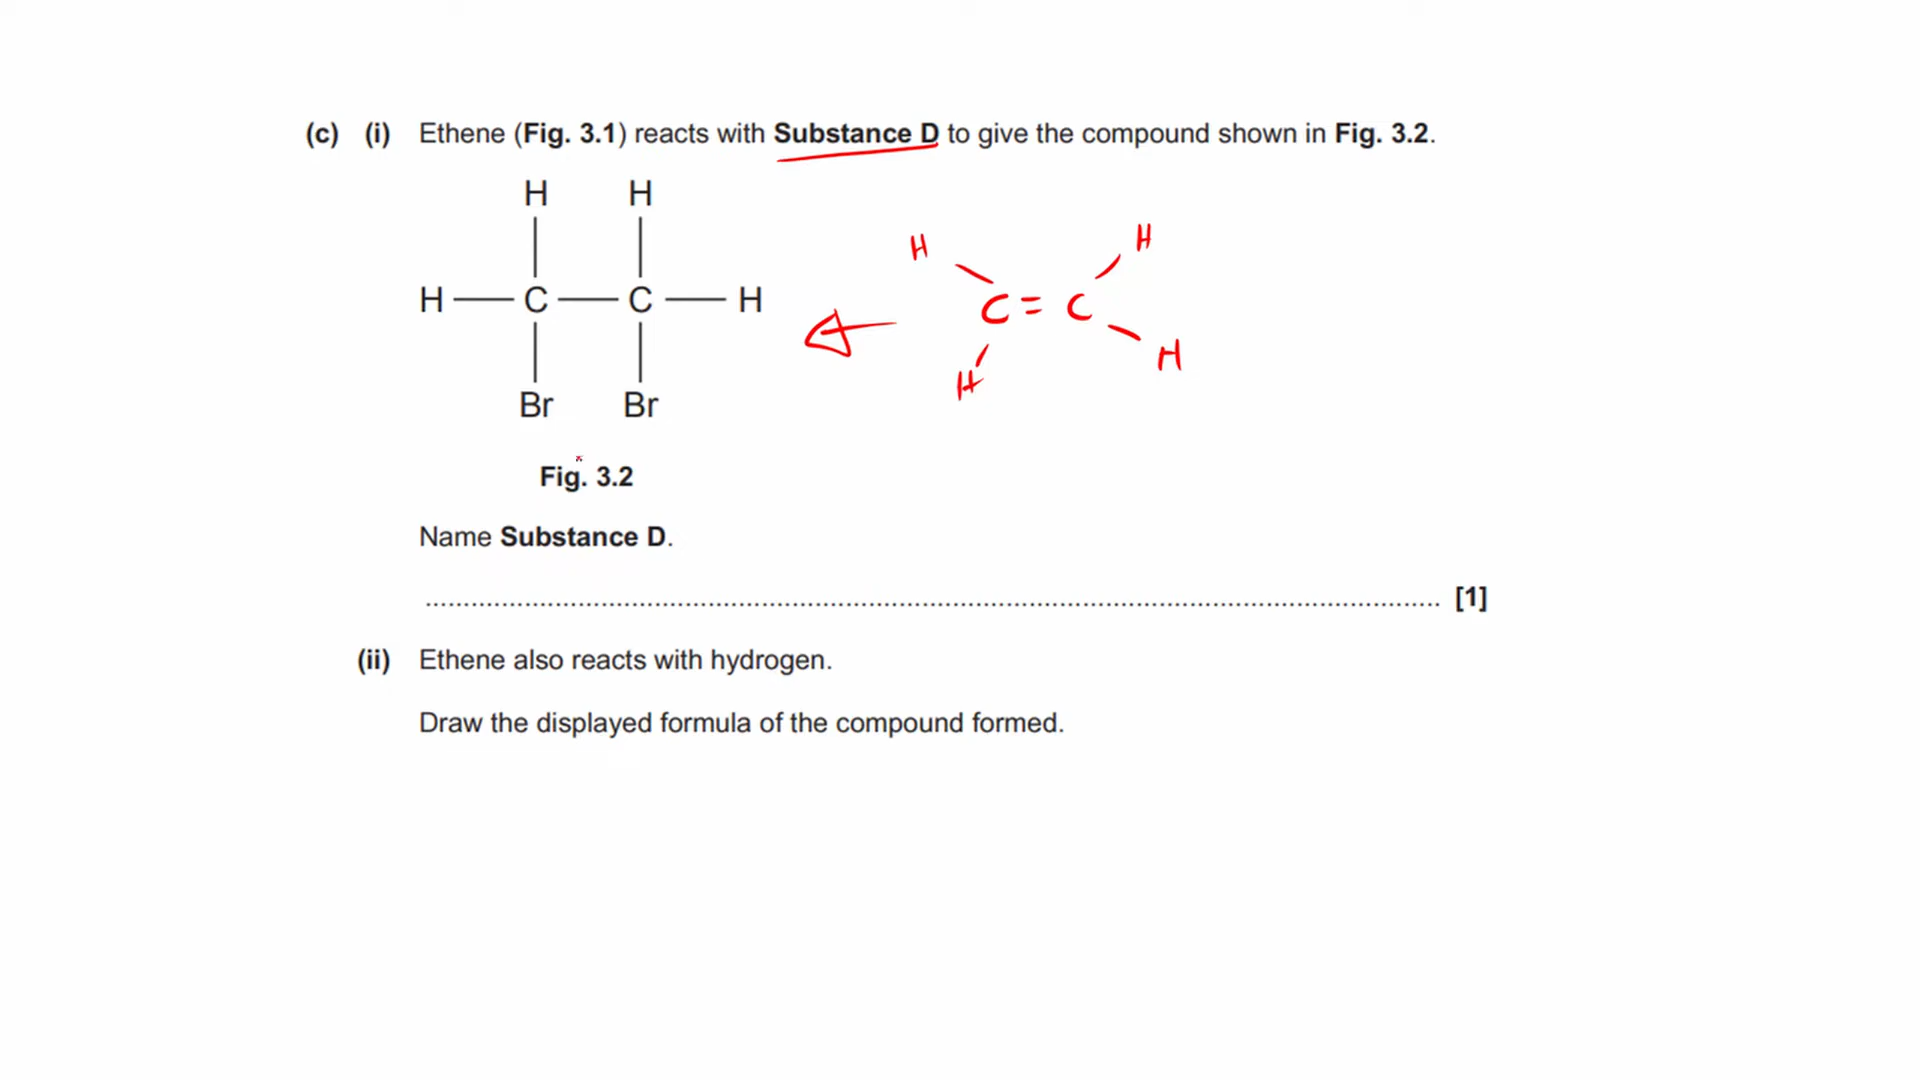 (c) (i) Ethene (Fig. 3.1) reacts with Substance D to give the compound shown in Fig. 3.2.
H H
H C C H
Br Br
H H
C = C
H H
Fig. 3.2
Name Substance D.
.......................................................................................................................................... [1]
(ii) Ethene also reacts with hydrogen.
Draw the displayed formula of the compound formed.